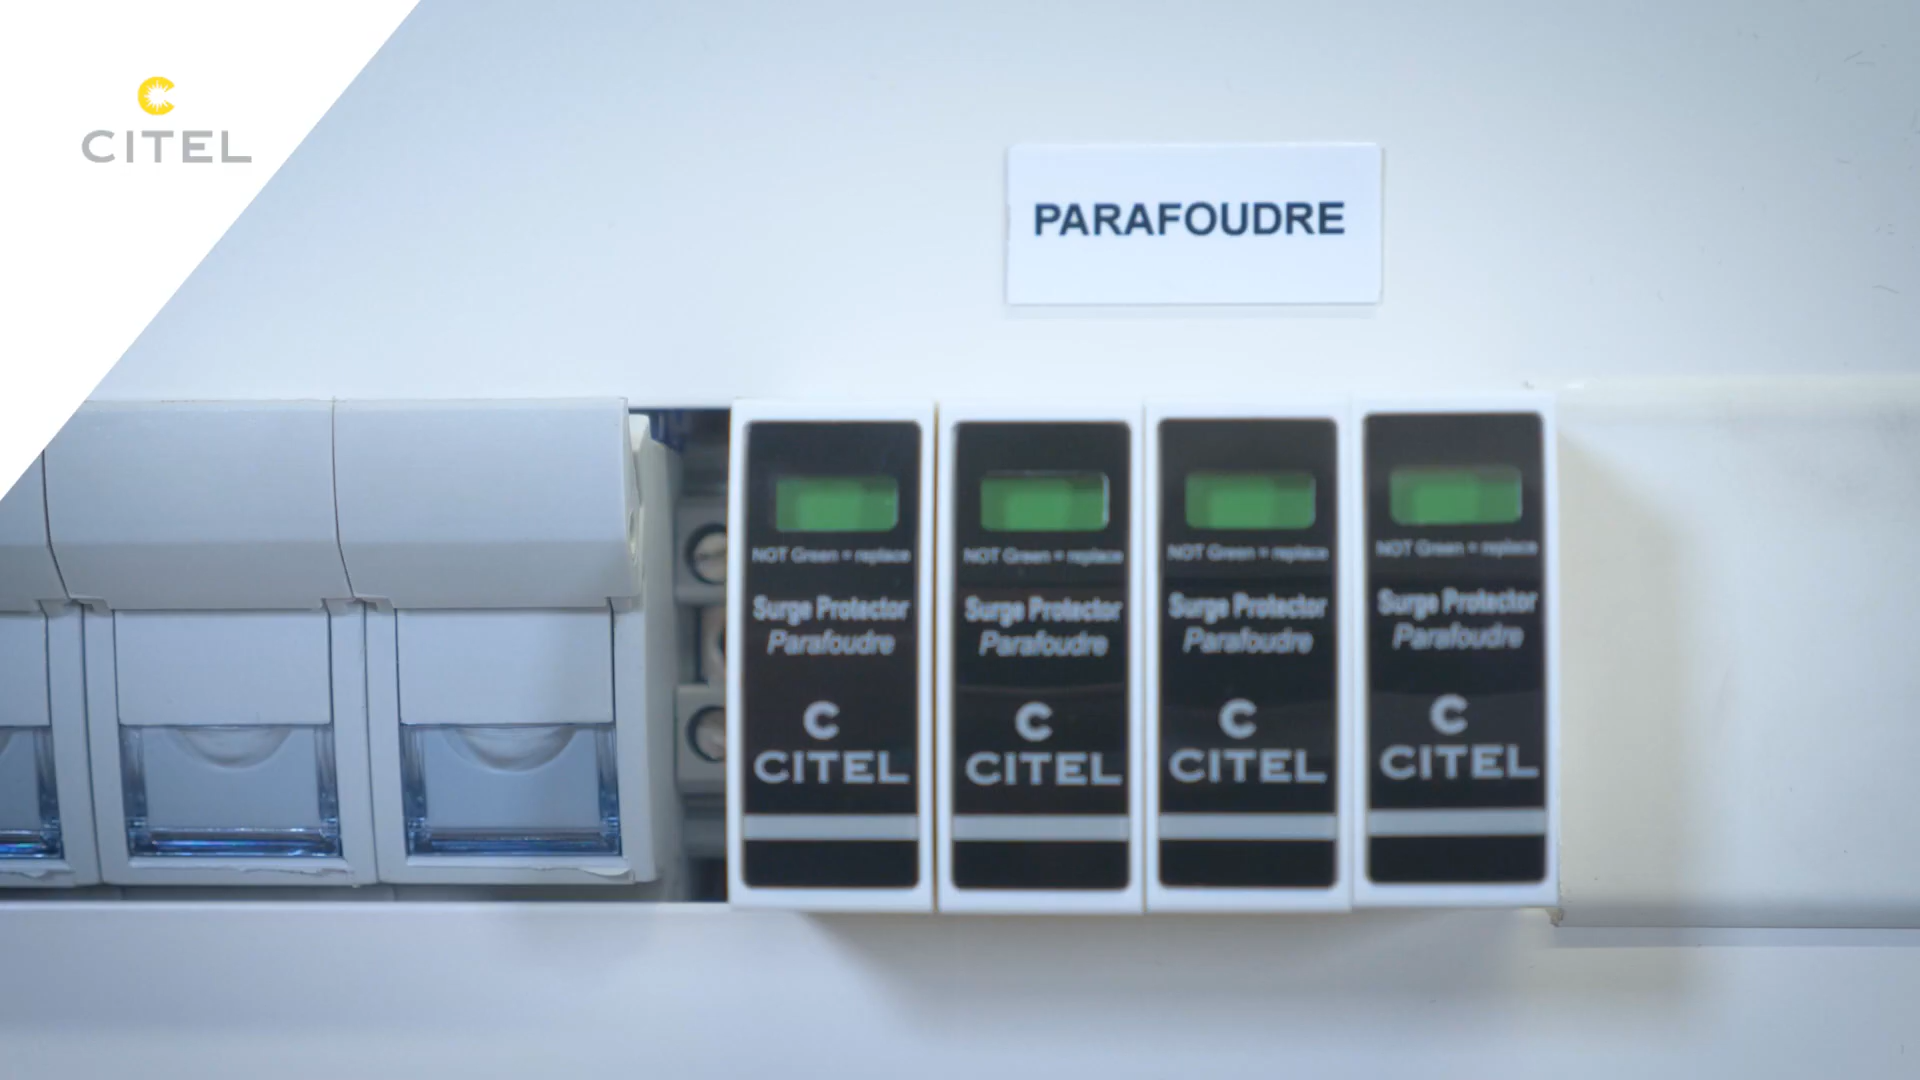 CITEL
PARAFOUDRE
NOT Green = replace
Surge Protector
Parafoudre
C
CITEL
NOT Green = replace
Surge Protector
Parafoudre
C
CITEL
NOT Green = replace
Surge Protector
Parafoudre
C
CITEL
NOT Green = replace
Surge Protector
Parafoudre
C
CITEL